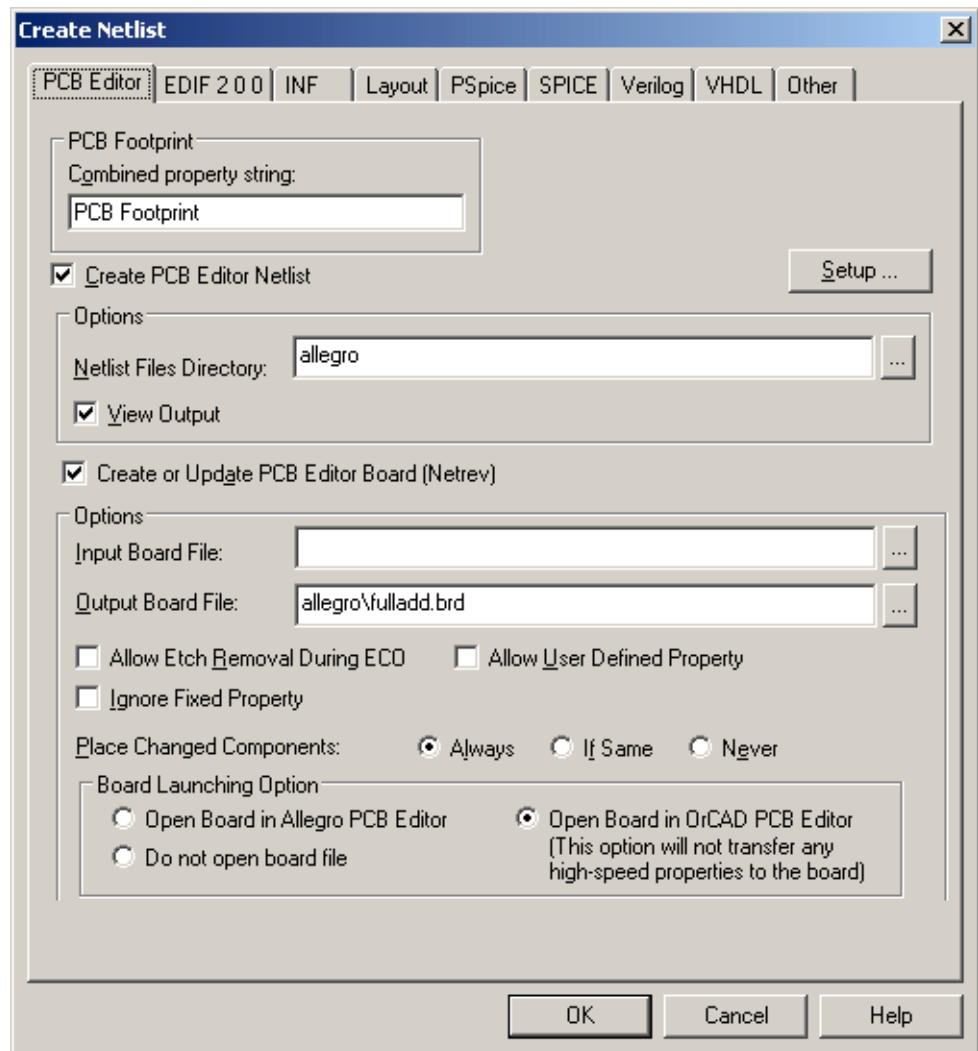 Create Netlist
PCB Editor EDIF 2 0 0 INF Layout PSpice SPICE Verilog VHDL Other
PCB Footprint
Combined property string:
PCB Footprint
Create PCB Editor Netlist
Setup ...
Options
Netlist Files Directory: allegro ...
View Output
Create or Update PCB Editor Board (Netrev)
Options
Input Board File: ...
Output Board File: allegro\fulladd.brd ...
Allow Etch Removal During ECO Allow User Defined Property
Ignore Fixed Property
Place Changed Components: Always If Same Never
Board Launching Option
Open Board in Allegro PCB Editor Open Board in OrCAD PCB Editor
Do not open board file (This option will not transfer any
high-speed properties to the board)
OK Cancel Help